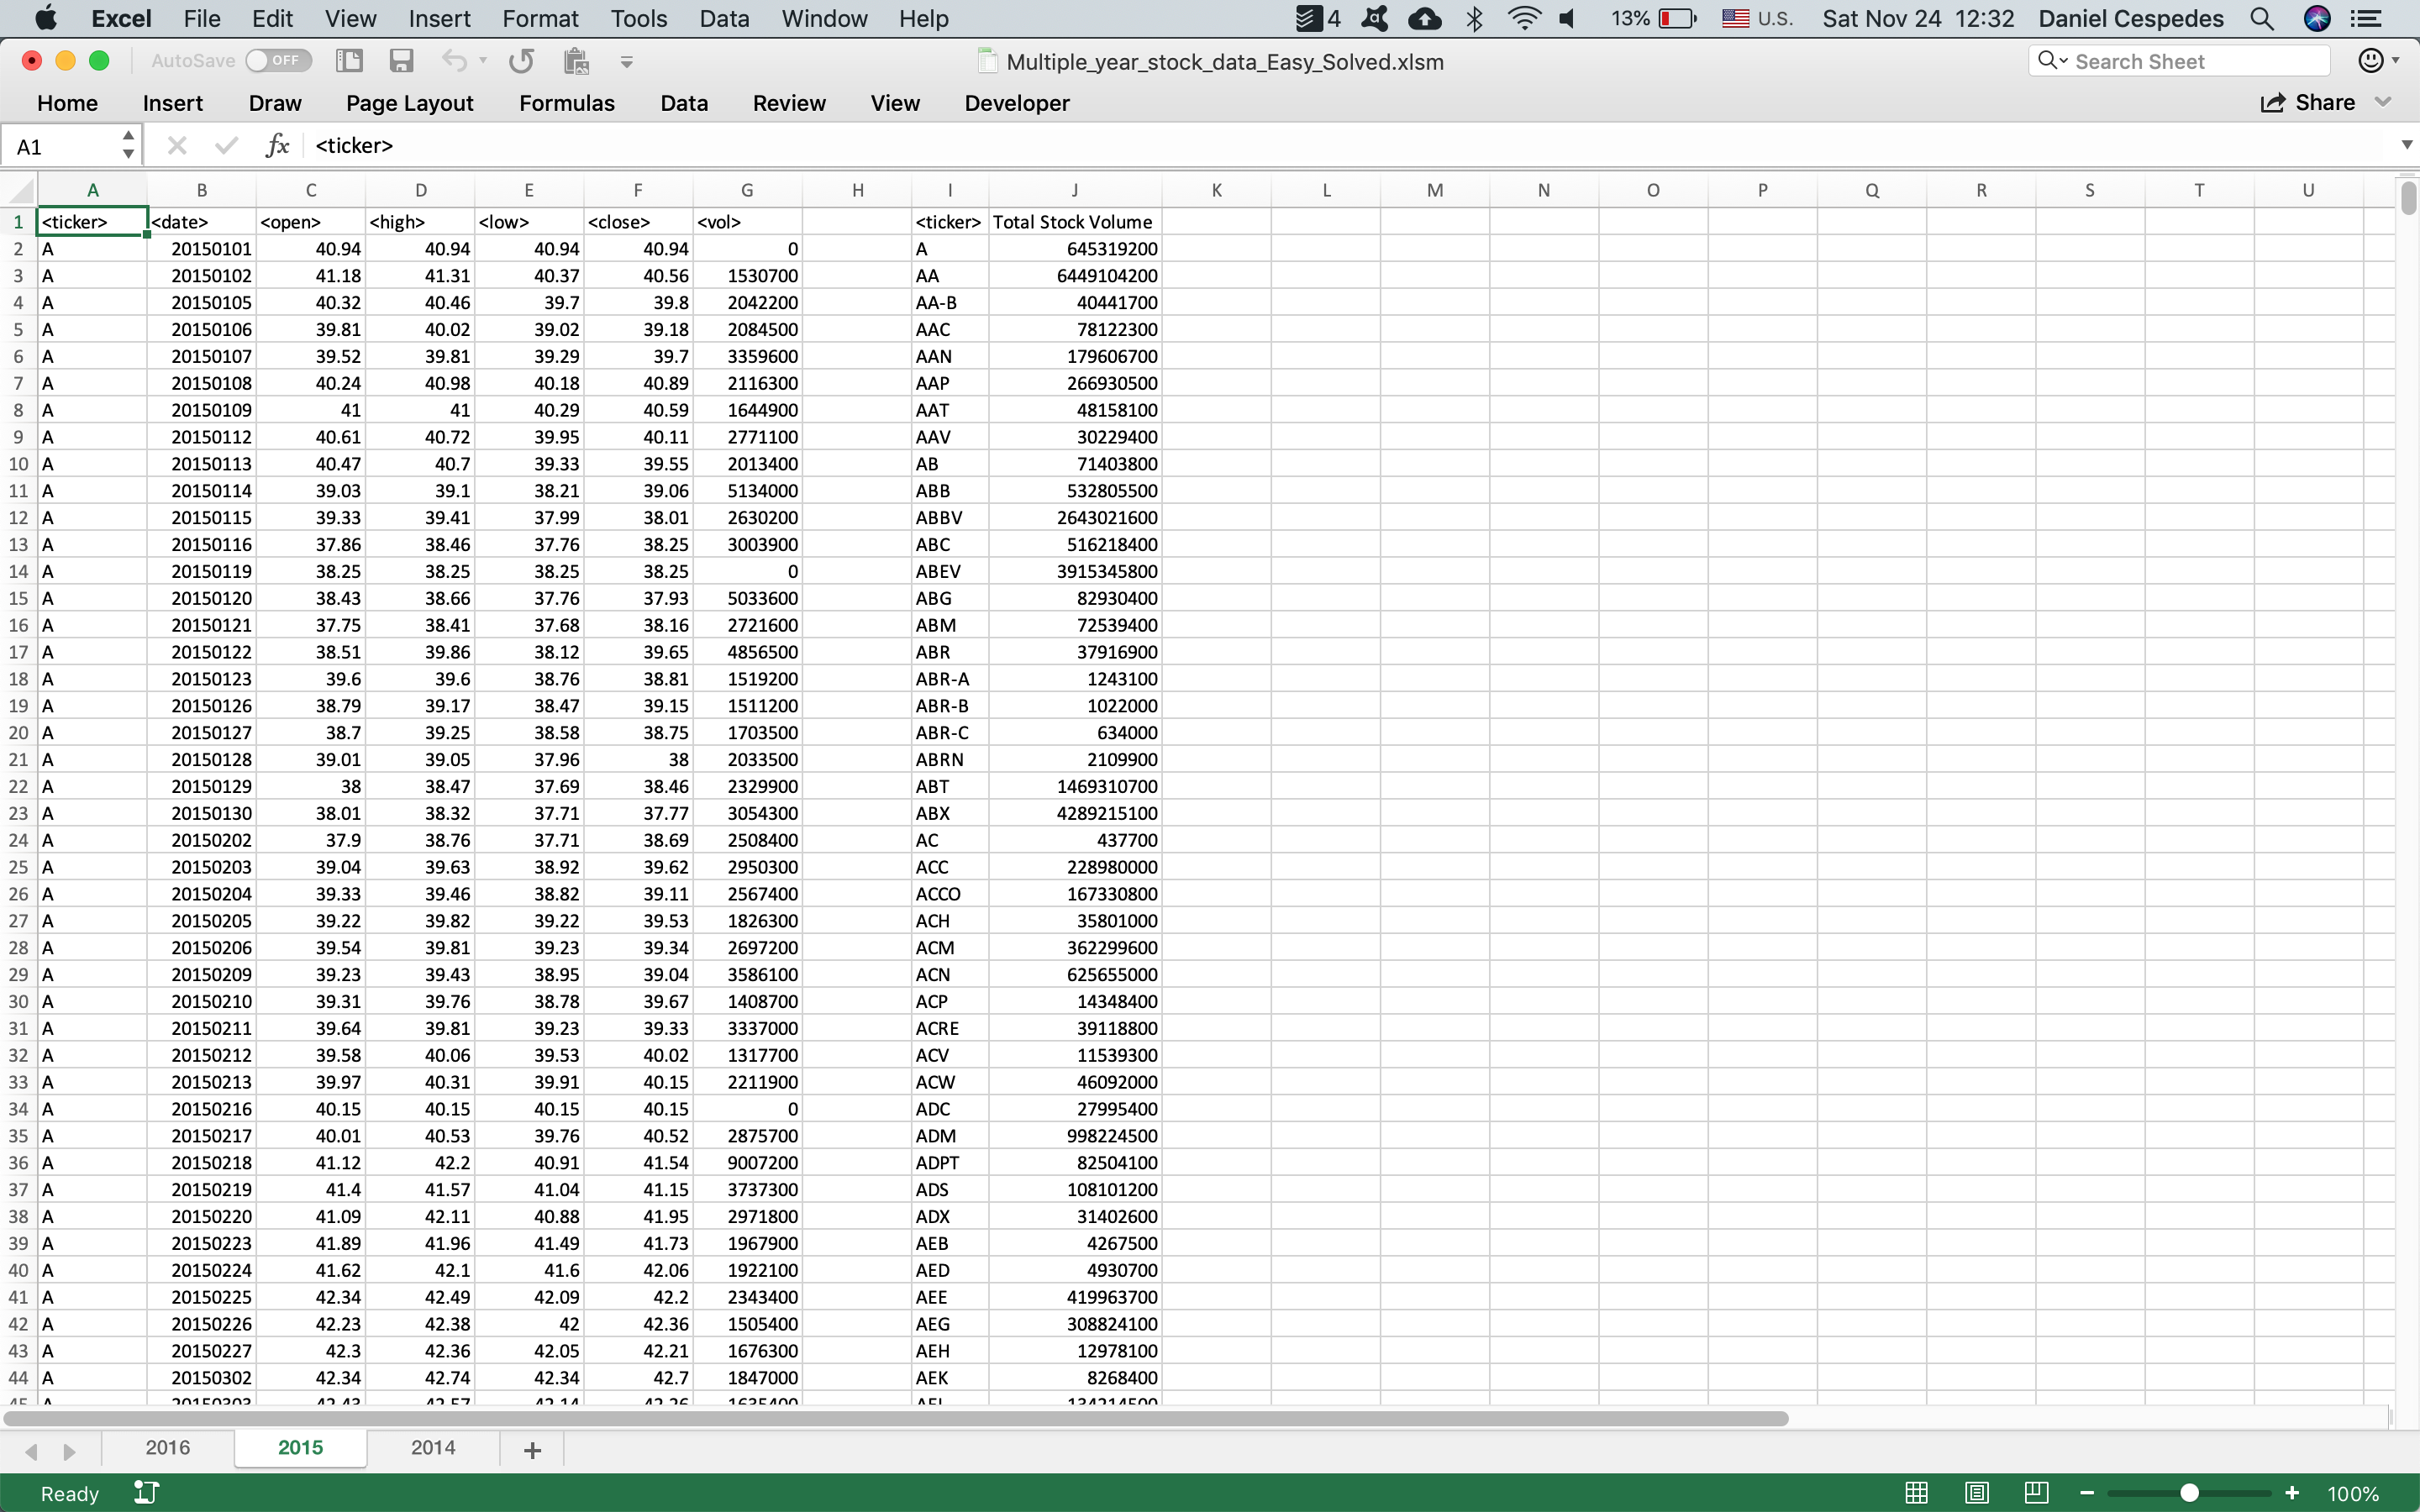 Excel File Edit View Insert Format Tools Data Window Help 4 13% U.S. Sat Nov 24 12:32 Daniel Cespedes
AutoSave OFF Multiple_year_stock_data_Easy_Solved.xlsm Search Sheet
Home Insert Draw Page Layout Formulas Data Review View Developer Share
A1 fx <ticker>
A B C D E F G H I J K L M N O P Q R S T U
1 <ticker> <date> <open> <high> <low> <close> <vol> <ticker> Total Stock Volume
2 A 20150101 40.94 40.94 40.94 40.94 0 A 645319200
3 A 20150102 41.18 41.31 40.37 40.56 1530700 AA 6449104200
4 A 20150105 40.32 40.46 39.7 39.8 2042200 AA-B 40441700
5 A 20150106 39.81 40.02 39.02 39.18 2084500 AAC 78122300
6 A 20150107 39.52 39.81 39.29 39.7 3359600 AAN 179606700
7 A 20150108 40.24 40.98 40.18 40.89 2116300 AAP 266930500
8 A 20150109 41 41 40.29 40.59 1644900 AAT 48158100
9 A 20150112 40.61 40.72 39.95 40.11 2771100 AAV 30229400
10 A 20150113 40.47 40.7 39.33 39.55 2013400 AB 71403800
11 A 20150114 39.03 39.1 38.21 39.06 5134000 ABB 532805500
12 A 20150115 39.33 39.41 37.99 38.01 2630200 ABBV 2643021600
13 A 20150116 37.86 38.46 37.76 38.25 3003900 ABC 516218400
14 A 20150119 38.25 38.25 38.25 38.25 0 ABEV 3915345800
15 A 20150120 38.43 38.66 37.76 37.93 5033600 ABG 82930400
16 A 20150121 37.75 38.41 37.68 38.16 2721600 ABM 72539400
17 A 20150122 38.51 39.86 38.12 39.65 4856500 ABR 37916900
18 A 20150123 39.6 39.6 38.76 38.81 1519200 ABR-A 1243100
19 A 20150126 38.79 39.17 38.47 39.15 1511200 ABR-B 1022000
20 A 20150127 38.7 39.25 38.58 38.75 1703500 ABR-C 634000
21 A 20150128 39.01 39.05 37.96 38 2033500 ABRN 2109900
22 A 20150129 38 38.47 37.69 38.46 2329900 ABT 1469310700
23 A 20150130 38.01 38.32 37.71 37.77 3054300 ABX 4289215100
24 A 20150202 37.9 38.76 37.71 38.69 2508400 AC 437700
25 A 20150203 39.04 39.63 38.92 39.62 2950300 ACC 228980000
26 A 20150204 39.33 39.46 38.82 39.11 2567400 ACCO 167330800
27 A 20150205 39.22 39.82 39.22 39.53 1826300 ACH 35801000
28 A 20150206 39.54 39.81 39.23 39.34 2697200 ACM 362299600
29 A 20150209 39.23 39.43 38.95 39.04 3586100 ACN 625655000
30 A 20150210 39.31 39.76 38.78 39.67 1408700 ACP 14348400
31 A 20150211 39.64 39.81 39.23 39.33 3337000 ACRE 39118800
32 A 20150212 39.58 40.06 39.53 40.02 1317700 ACV 11539300
33 A 20150213 39.97 40.31 39.91 40.15 2211900 ACW 46092000
34 A 20150216 40.15 40.15 40.15 40.15 0 ADC 27995400
35 A 20150217 40.01 40.53 39.76 40.52 2875700 ADM 998224500
36 A 20150218 41.12 42.2 40.91 41.54 9007200 ADPT 82504100
37 A 20150219 41.4 41.57 41.04 41.15 3737300 ADS 108101200
38 A 20150220 41.09 42.11 40.88 41.95 2971800 ADX 31402600
39 A 20150223 41.89 41.96 41.49 41.73 1967900 AEB 4267500
40 A 20150224 41.62 42.1 41.6 42.06 1922100 AED 4930700
41 A 20150225 42.34 42.49 42.09 42.2 2343400 AEE 419963700
42 A 20150226 42.23 42.38 42 42.36 1505400 AEG 308824100
43 A 20150227 42.3 42.36 42.05 42.21 1676300 AEH 12978100
44 A 20150302 42.34 42.74 42.34 42.7 1847000 AEK 8268400
2016 2015 2014
Ready 100%